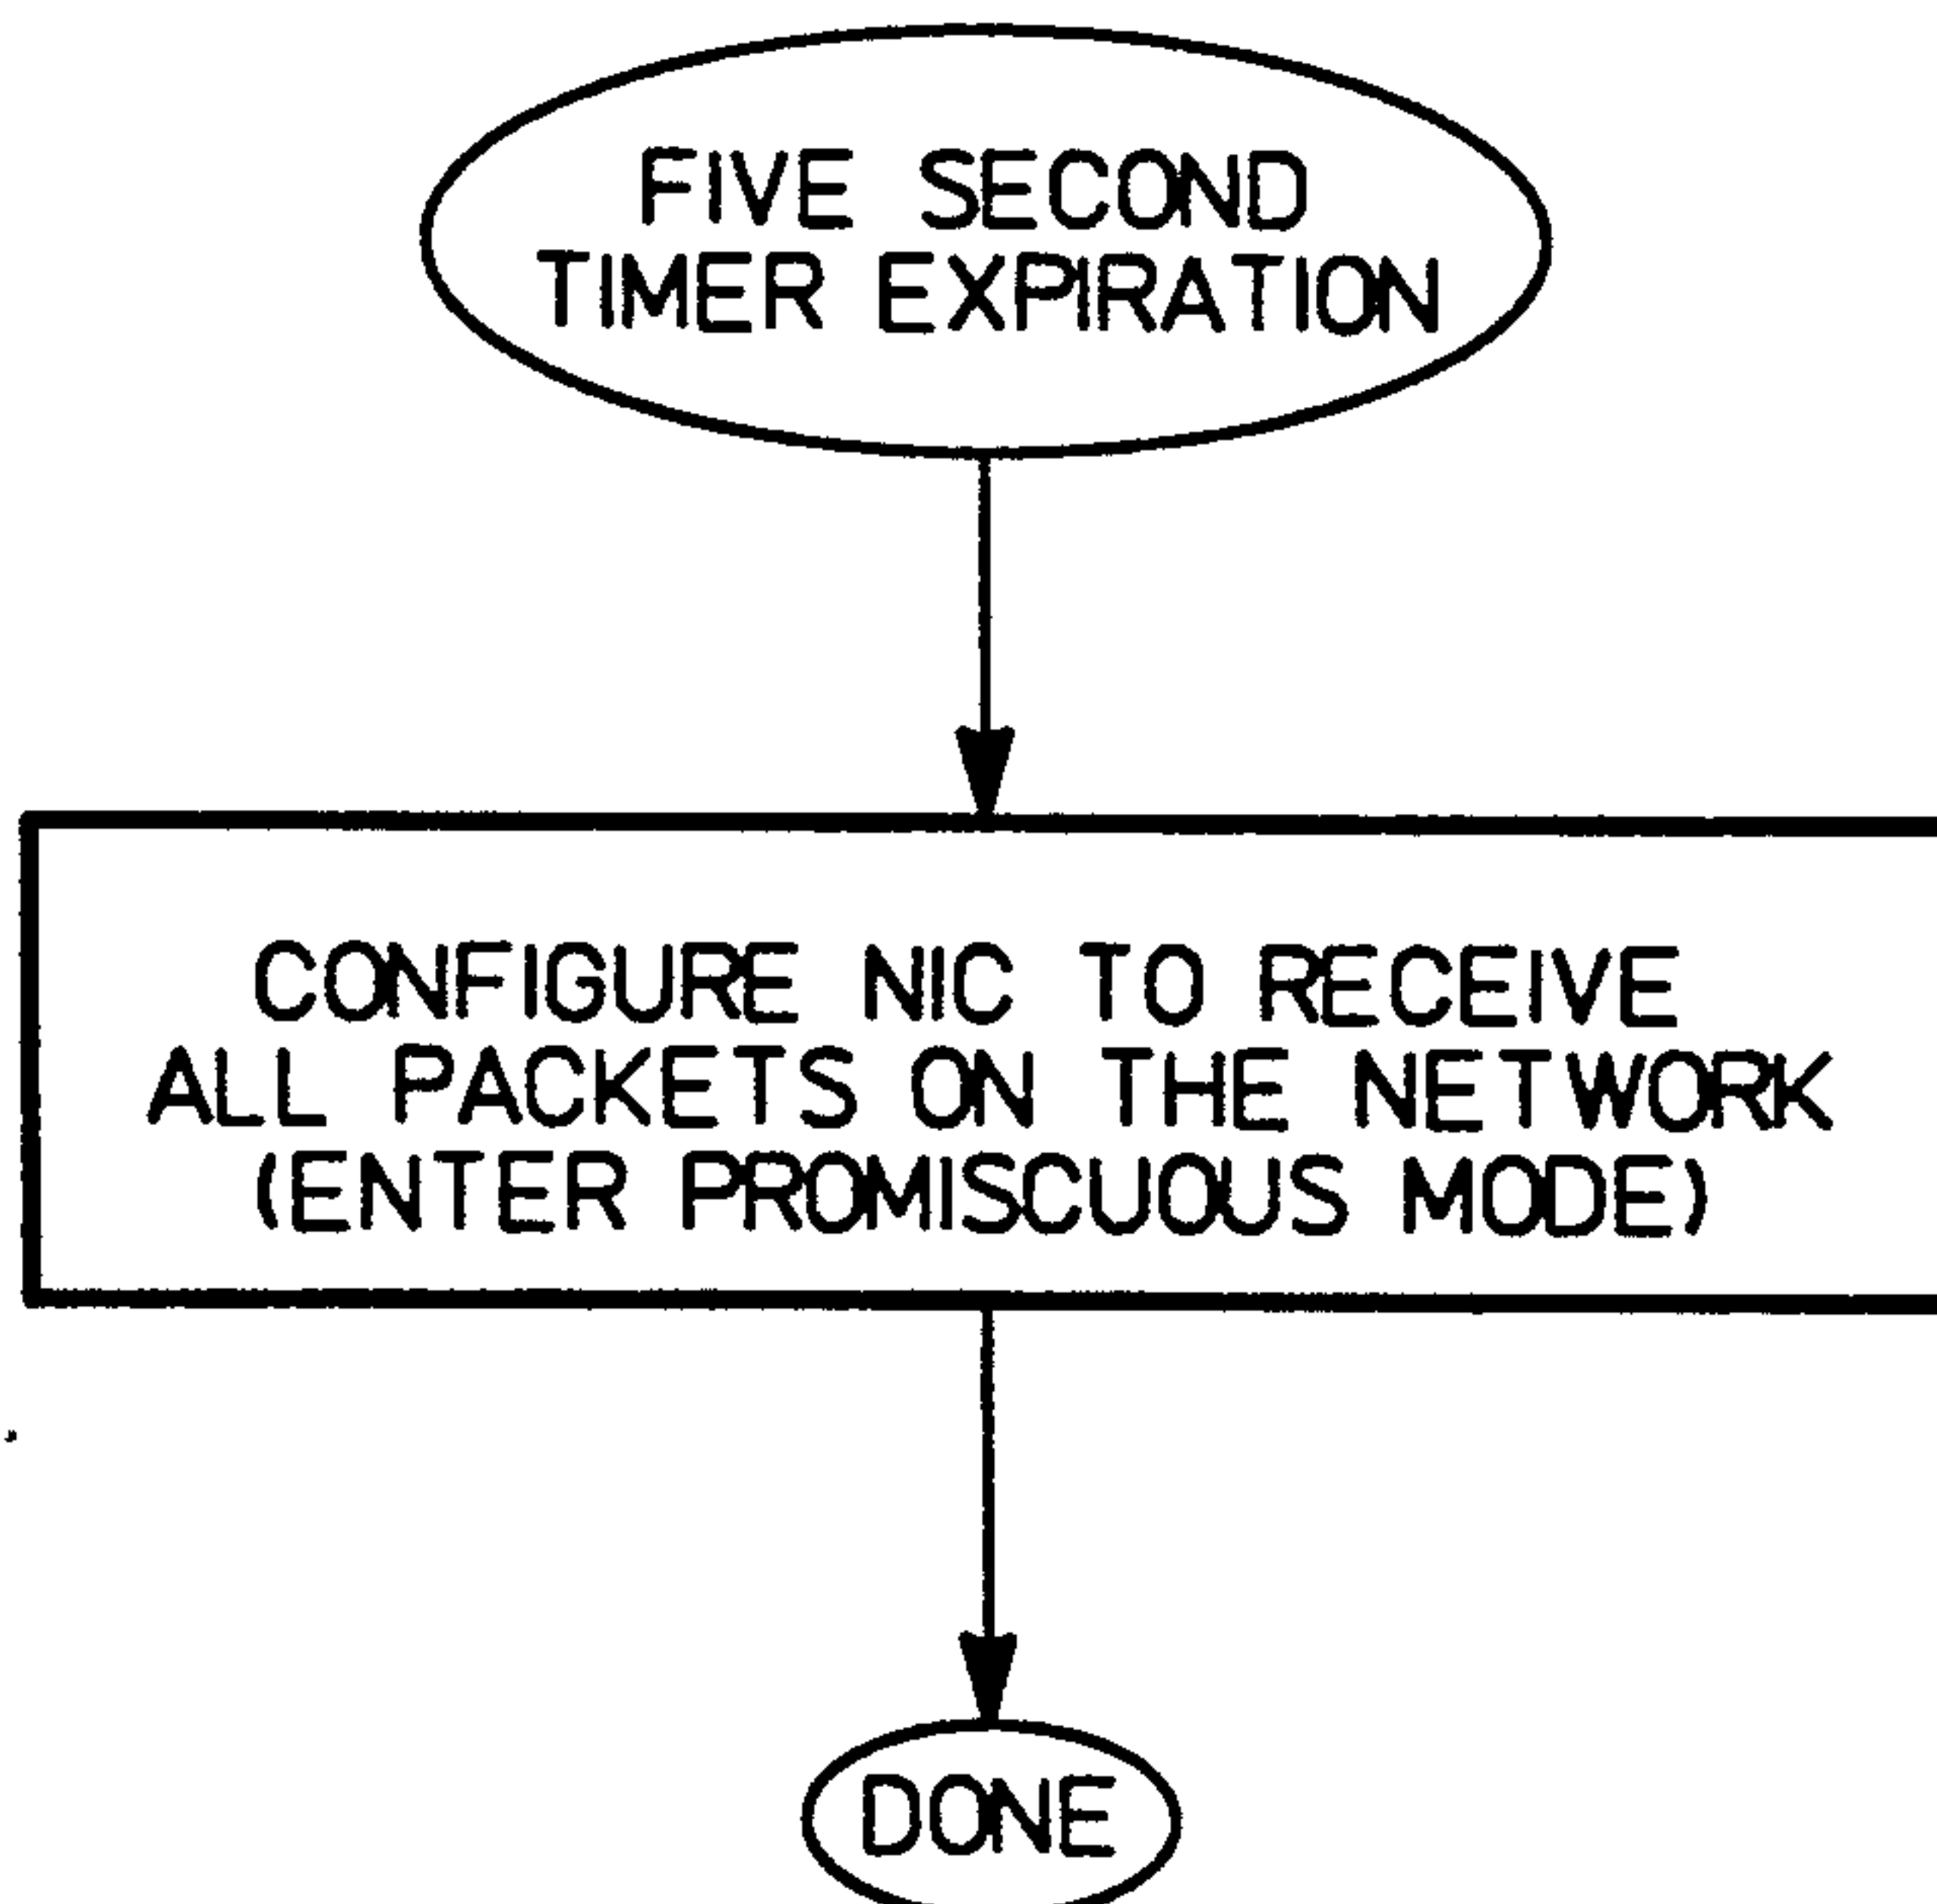 FIVE SECOND
TIMER EXPIRATION
CONFIGURE NIC TO RECEIVE
ALL PACKETS ON THE NETWORK
(ENTER PROMISCUOUS MODE)
DONE